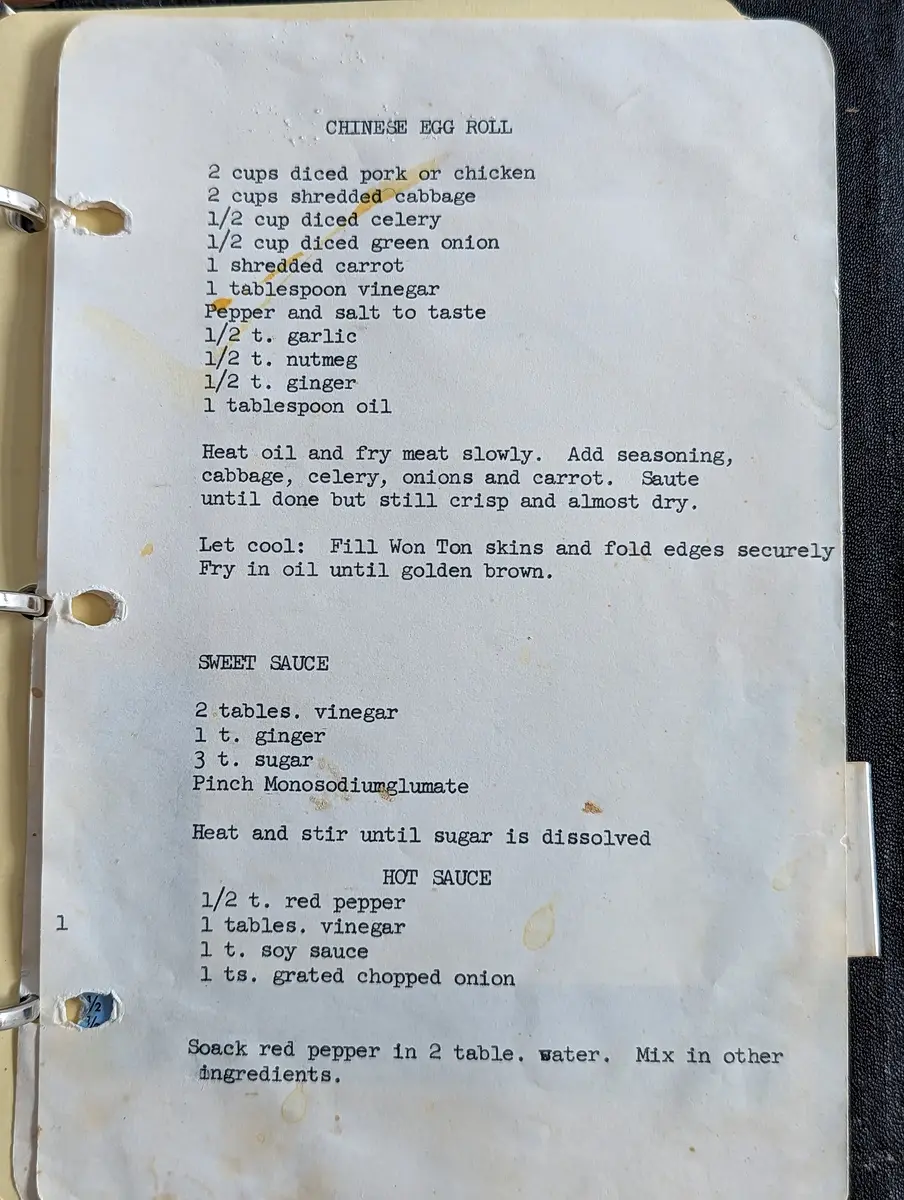 CHINESE EGG ROLL
2 cups diced pork or chicken
2 cups shredded cabbage
1/2 cup diced celery
1/2 cup diced green onion
1 shredded carrot
1 tablespoon vinegar
Pepper and salt to taste
1/2 t. garlic
1/2 t. nutmeg
1/2 t. ginger
1 tablespoon oil
Heat oil and fry meat slowly. Add seasoning,
cabbage, celery, onions and carrot. Saute
until done but still crisp and almost dry.
Let cool: Fill Won Ton skins and fold edges securely
Fry in oil until golden brown.
SWEET SAUCE
2 tables. vinegar
1 t. ginger
3 t. sugar
Pinch Monosodiumglumate
Heat and stir until sugar is dissolved
HOT SAUCE
1/2 t. red pepper
1 1 tables. vinegar
1 t. soy sauce
1 ts. grated chopped onion
1/2
Soack red pepper in 2 table. water. Mix in other
ingredients.